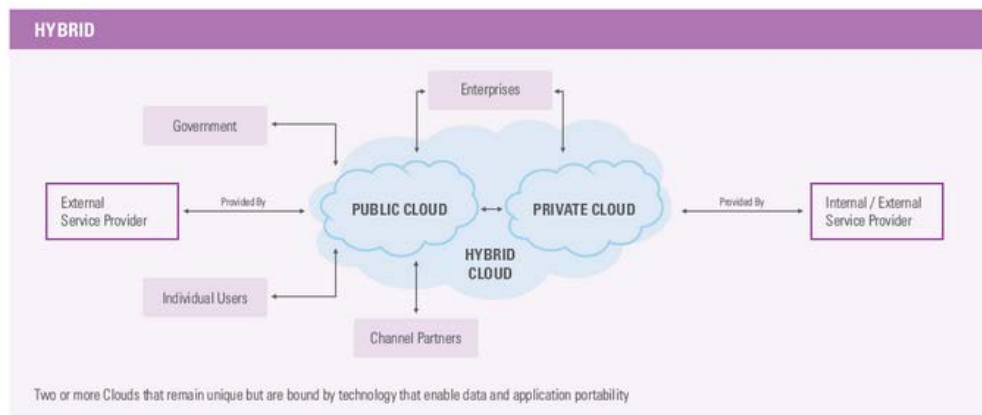 HYBRID
Enterprises
Government
External
Service Provider
Provided By
PUBLIC CLOUD
PRIVATE CLOUD
Provided By
Internal / External
Service Provider
HYBRID
CLOUD
Individual Users
Channel Partners
Two or more Clouds that remain unique but are bound by technology that enable data and application portability